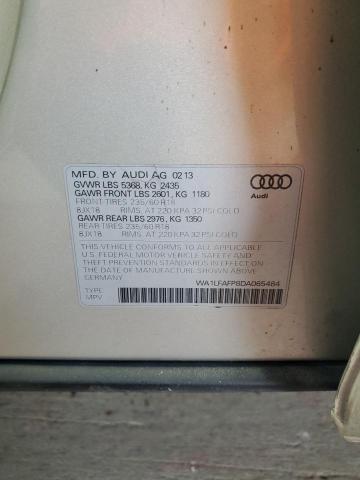 MFD. BY AUDI AG 02 13
GVWR LBS 5368, KG 2435
GAWR FRONT LBS 2601, KG 1180
FRONT TIRES 235/60 R18
8JX18 RIMS, AT 220 KPA 32 PSI COLD
GAWR REAR LBS 2976, KG 1350
REAR TIRES 235/60 R18
8JX18 RIMS, AT 220 KPA 32 PSI COLD
THIS VEHICLE CONFORMS TO ALL APPLICABLE
U.S. FEDERAL MOTOR VEHICLE SAFETY AND
THEFT PREVENTION STANDARDS IN EFFECT ON
THE DATE OF MANUFACTURE SHOWN ABOVE.
GERMANY
WA1LFAFP8DA065484
TYPE
MPV
Audi